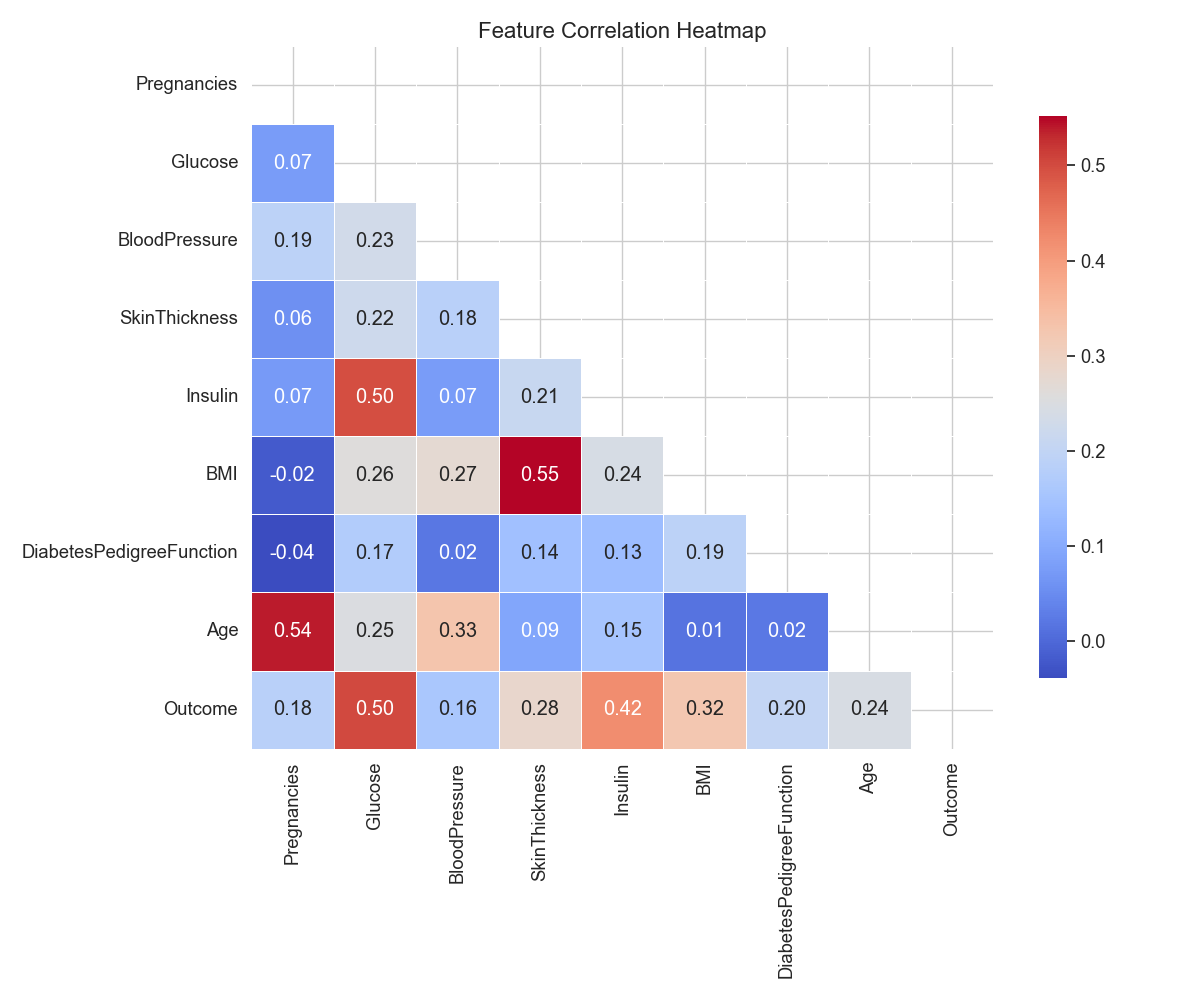 Feature Correlation Heatmap
Pregnancies
Glucose 0.07
BloodPressure 0.19 0.23
SkinThickness 0.06 0.22 0.18
Insulin 0.07 0.50 0.07 0.21
BMI -0.02 0.26 0.27 0.55 0.24
DiabetesPedigreeFunction -0.04 0.17 0.02 0.14 0.13 0.19
Age 0.54 0.25 0.33 0.09 0.15 0.01 0.02
Outcome 0.18 0.50 0.16 0.28 0.42 0.32 0.20 0.24
Pregnancies
Glucose
BloodPressure
SkinThickness
Insulin
BMI
DiabetesPedigreeFunction
Age
Outcome
0.5
0.4
0.3
0.2
0.1
0.0